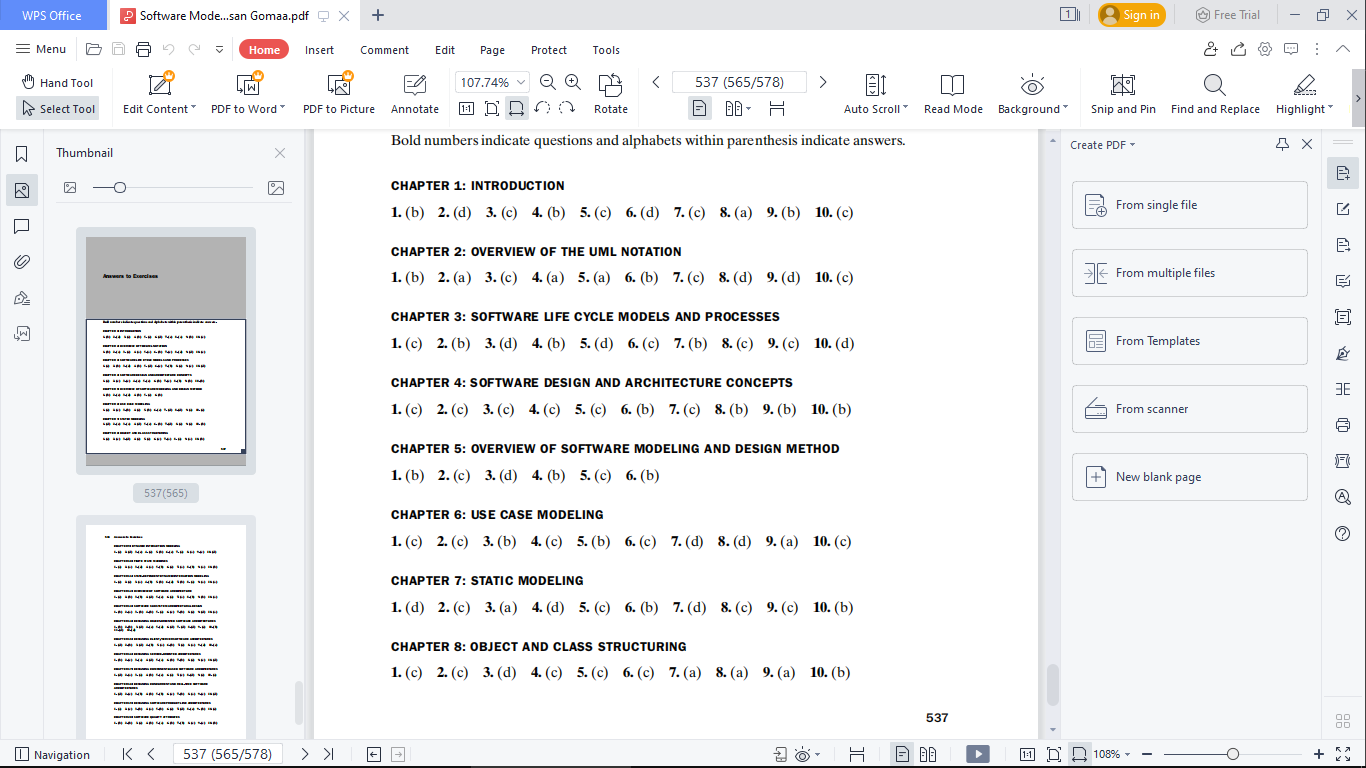 WPS Office
Software Mode...san Gomaa.pdf
1
Sign in
Free Trial
Menu
Home
Insert
Comment
Edit
Page
Protect
Tools
Hand Tool
Select Tool
Edit Content
PDF to Word
PDF to Picture
Annotate
107.74%
1:1
Rotate
537 (565/578)
Auto Scroll
Read Mode
Background
Snip and Pin
Find and Replace
Highlight
Thumbnail
Answers to Exercises
537(565)
Bold numbers indicate questions and alphabets within parenthesis indicate answers.
CHAPTER 1: INTRODUCTION
1. (b) 2. (d) 3. (c) 4. (b) 5. (c) 6. (d) 7. (c) 8. (a) 9. (b) 10. (c)
CHAPTER 2: OVERVIEW OF THE UML NOTATION
1. (b) 2. (a) 3. (c) 4. (a) 5. (a) 6. (b) 7. (c) 8. (d) 9. (d) 10. (c)
CHAPTER 3: SOFTWARE LIFE CYCLE MODELS AND PROCESSES
1. (c) 2. (b) 3. (d) 4. (b) 5. (d) 6. (c) 7. (b) 8. (c) 9. (c) 10. (d)
CHAPTER 4: SOFTWARE DESIGN AND ARCHITECTURE CONCEPTS
1. (c) 2. (c) 3. (c) 4. (c) 5. (c) 6. (b) 7. (c) 8. (b) 9. (b) 10. (b)
CHAPTER 5: OVERVIEW OF SOFTWARE MODELING AND DESIGN METHOD
1. (b) 2. (c) 3. (d) 4. (b) 5. (c) 6. (b)
CHAPTER 6: USE CASE MODELING
1. (c) 2. (c) 3. (b) 4. (c) 5. (b) 6. (c) 7. (d) 8. (d) 9. (a) 10. (c)
CHAPTER 7: STATIC MODELING
1. (d) 2. (c) 3. (a) 4. (d) 5. (c) 6. (b) 7. (d) 8. (c) 9. (c) 10. (b)
CHAPTER 8: OBJECT AND CLASS STRUCTURING
1. (c) 2. (c) 3. (d) 4. (c) 5. (c) 6. (c) 7. (a) 8. (a) 9. (a) 10. (b)
537
Create PDF
From single file
From multiple files
From Templates
From scanner
New blank page
Navigation
537 (565/578)
1:1
108%